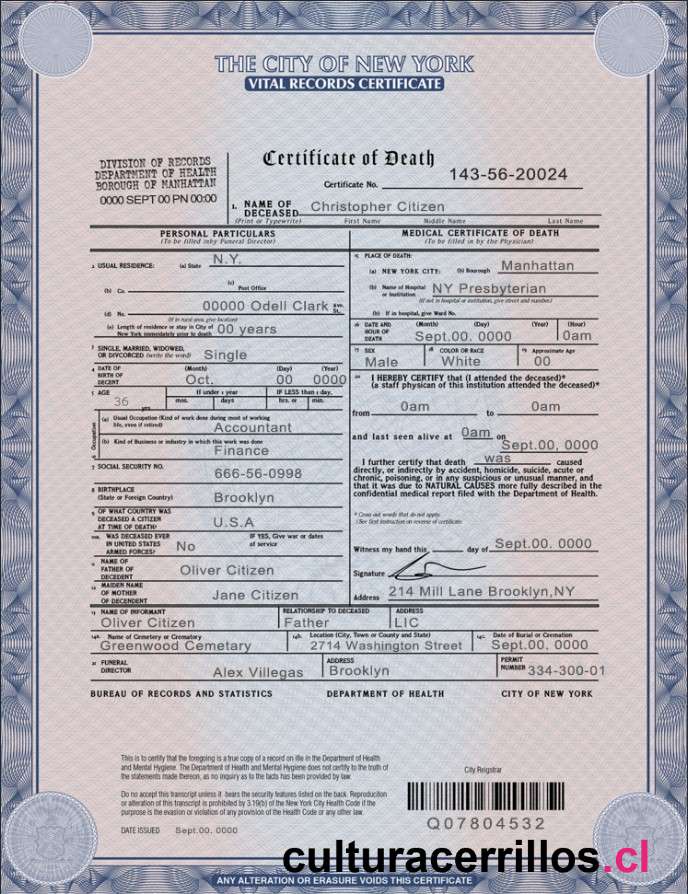 THE CITY OF NEW YORK
VITAL RECORDS CERTIFICATE
DIVISION OF RECORDS
DEPARTMENT OF HEALTH
BOROUGH OF MANHATTAN
0000 SEPT 00 PN 00:00
Certificate of Death
Certificate No. 143-56-20024
1. NAME OF DECEASED Christopher Citizen
(Print or Typewrite) First Name Middle Name Last Name
PERSONAL PARTICULARS
(To be filled inby Funeral Director)
2 USUAL RESIDENCE: (a) State N.Y.
(b) Co. (c) Post Office
(d) No. 00000 Odell Clark ave. St.
(If in rural area, give location)
(e) Length of residence or stay in City of New York immediately prior to death 00 years
3 SINGLE, MARRIED, WIDOWED, OR DIVORCED (write the word) Single
4 DATE OF BIRTH OF DECENT (Month) Oct. (Day) 00 (Year) 0000
5 AGE 36 yrs. If under 1 year mos. days IF LESS than 1 day, hrs. or min.
Occupation
(a) Usual Occupation (Kind of work done during most of working life, even if retired) Accountant
(b) Kind of Business or industry in which this work was done Finance
7 SOCIAL SECURITY NO. 666-56-0998
8 BIRTHPLACE (State or Foreign Country) Brooklyn
9 OF WHAT COUNTRY WAS DECEASED A CITIZEN AT TIME OF DEATH? U.S.A
WAS DECEASED EVER IN UNITED STATES ARMED FORCES? No IF YES, Give war or dates of service
NAME OF FATHER OF DECEDENT Oliver Citizen
MAIDEN NAME OF MOTHER OF DECENDENT Jane Citizen
MEDICAL CERTIFICATE OF DEATH
(To be filled in by the Physician)
PLACE OF DEATH:
(a) NEW YORK CITY: (b) Bourough Manhattan
(b) Name of Hospital or Institution NY Presbyterian
(If not in hospital or institution, give street and number)
(b) If in hospital, give Ward No.
16 DATE AND HOUR OF DEATH (Month) (Day) (Year) (Hour)
Sept.00. 0000 0am
17 SEX Male 18 COLOR OR RACE White 19 Approximate Age 00
20 I HEREBY CERTIFY that (I attended the deceased)*
(a staff physican of this institution attended the deceased)*
from 0am to 0am
and last seen alive at 0am on Sept.00, 0000
I further certify that death was caused
directly, or indirectly by accident, homicide, suicide, acute or
chronic, poisoning, or in any suspicious or unusual manner, and
that it was due to NATURAL CAUSES more fully described in the
confidential medical report filed with the Department of Health.
* Cross out words that do not apply.
See first instruction on reverse of certificate.
Witness my hand this, day of Sept.00. 0000
Signature
Address 214 Mill Lane Brooklyn,NY
NAME OF INFORMANT Oliver Citizen RELATIONSHIP TO DECEASED Father ADDRESS LIC
14a. Name of Cemetery or Crematory Greenwood Cemetary 14b. Location (City, Town or County and State) 2714 Washington Street 14c. Date of Burial or Cremation Sept.00. 0000
21 FUNERAL DIRECTOR Alex Villegas ADDRESS Brooklyn PERMIT NUMBER 334-300-01
BUREAU OF RECORDS AND STATISTICS DEPARTMENT OF HEALTH CITY OF NEW YORK
This is to certify that the foregoing is a true copy of a record on file in the Department of Health
and Mental Hygiene. The Department of Health and Mental Hygiene does not certify to the truth of
the statements made thereon, as no inquiry as to the facts has been provided by law.
Do not accept this transcript unless it bears the security features listed on the back. Reproduciton
or alteration of this transcript is prohibited by 3.19(b) of the New York City Health Code if the
purpose is the evasion or violation of provision of the Health Code or any other law.
DATE ISSUED Sept.00. 0000
City Reigstrar
Q07804532
culturacerrillos.cl
ANY ALTERATION OR ERASURE VOIDS THIS CERTIFICATE